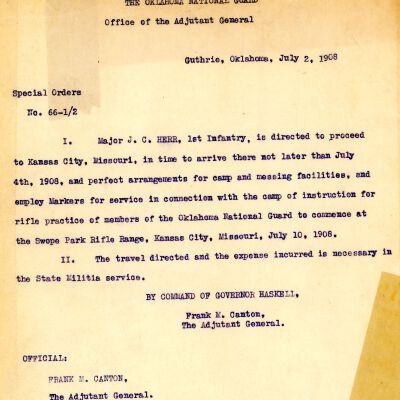 THE OKLAHOMA NATIONAL GUARD
Office of the Adjutant General
Guthrie, Oklahoma, July 2, 1908
Special Orders
No. 66-1/2
I. Major J. C. HERR, 1st Infantry, is directed to proceed
to Kansas City, Missouri, in time to arrive there not later than July
4th, 1908, and perfect arrangements for camp and messing facilities, and
employ Markers for service in connection with the camp of instruction for
rifle practice of members of the Oklahoma National Guard to commence at
the Swope Park Rifle Range, Kansas City, Missouri, July 10, 1908.
II. The travel directed and the expense incurred is necessary in
the State Militia service.
BY COMMAND OF GOVERNOR HASKELL,
Frank M. Canton,
The Adjutant General.
OFFICIAL:
FRANK M. CANTON,
The Adjutant General.